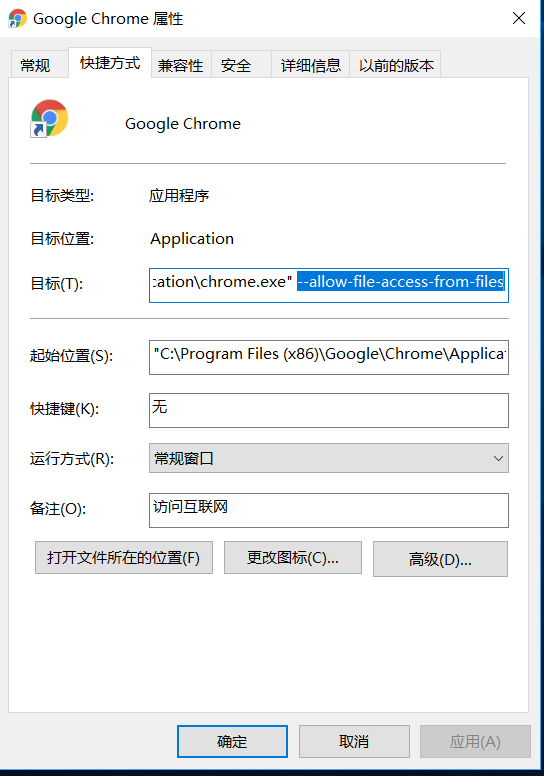 Google Chrome 属性
常规 快捷方式 兼容性 安全 详细信息 以前的版本
Google Chrome
目标类型: 应用程序
目标位置: Application
目标(T): cation\chrome.exe" --allow-file-access-from-files
起始位置(S): "C:\Program Files (x86)\Google\Chrome\Applicat
快捷键(K): 无
运行方式(R): 常规窗口
备注(O): 访问互联网
打开文件所在的位置(F) 更改图标(C)... 高级(D)...
确定 取消 应用(A)